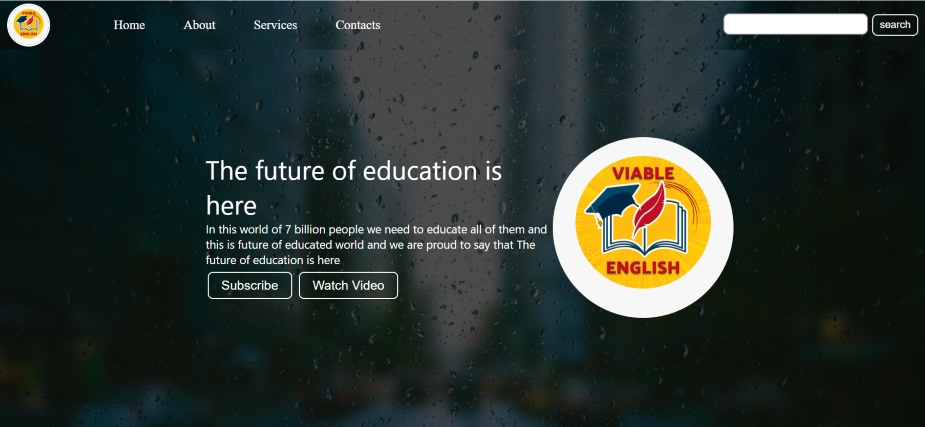 VIABLE
ENGLISH
Home About Services Contacts search
The future of education is
here
In this world of 7 billion people we need to educate all of them and
this is future of educated world and we are proud to say that The
future of education is here
Subscribe Watch Video
VIABLE
ENGLISH